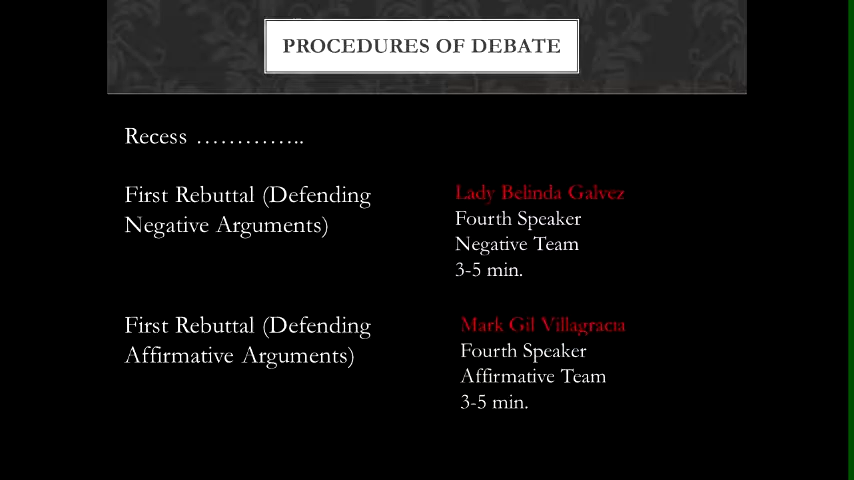 PROCEDURES OF DEBATE
Recess …………..
First Rebuttal (Defending
Negative Arguments)
Lady Belinda Galvez
Fourth Speaker
Negative Team
3-5 min.
First Rebuttal (Defending
Affirmative Arguments)
Mark Gil Villagracia
Fourth Speaker
Affirmative Team
3-5 min.